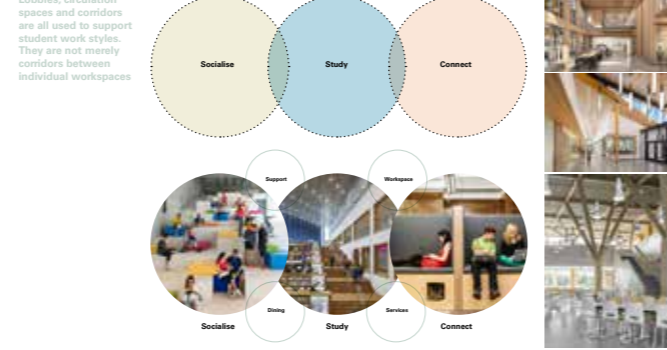 Lobbies, circulation
spaces and corridors
are all used to support
student work styles.
They are not merely
corridors between
individual workspaces
Socialise
Study
Connect
Support
Workspace
Dining
Services
Socialise
Study
Connect